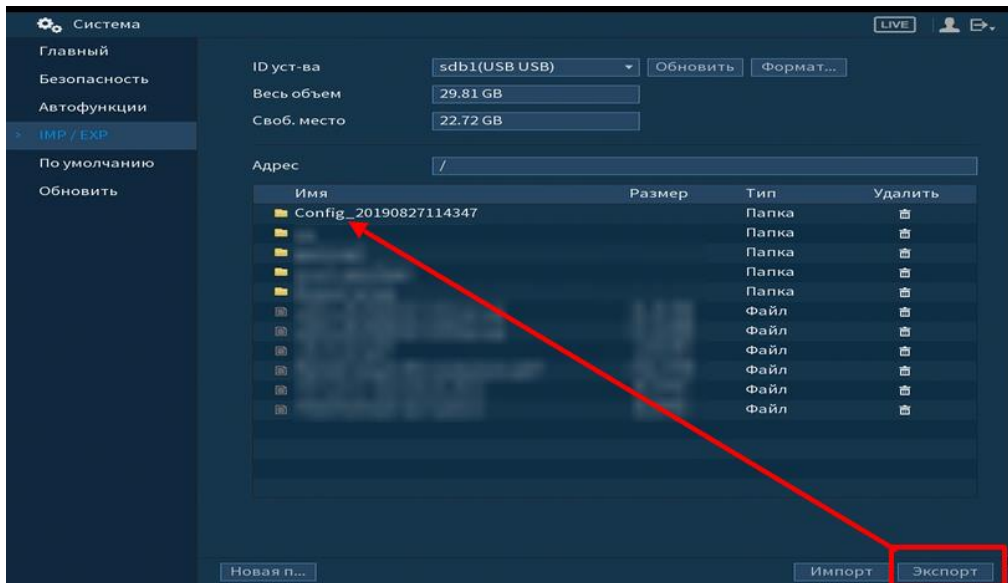 Система LIVE
Главный
Безопасность
Автофункции
IMP / EXP
По умолчанию
Обновить
ID уст-ва sdb1(USB USB) Обновить Формат...
Весь объем 29.81 GB
Своб. место 22.72 GB
Адрес /
Имя Размер Тип Удалить
Config_20190827114347 Папка
Папка
Папка
Папка
Папка
Файл
Файл
Файл
Файл
Файл
Файл
Новая п... Импорт Экспорт